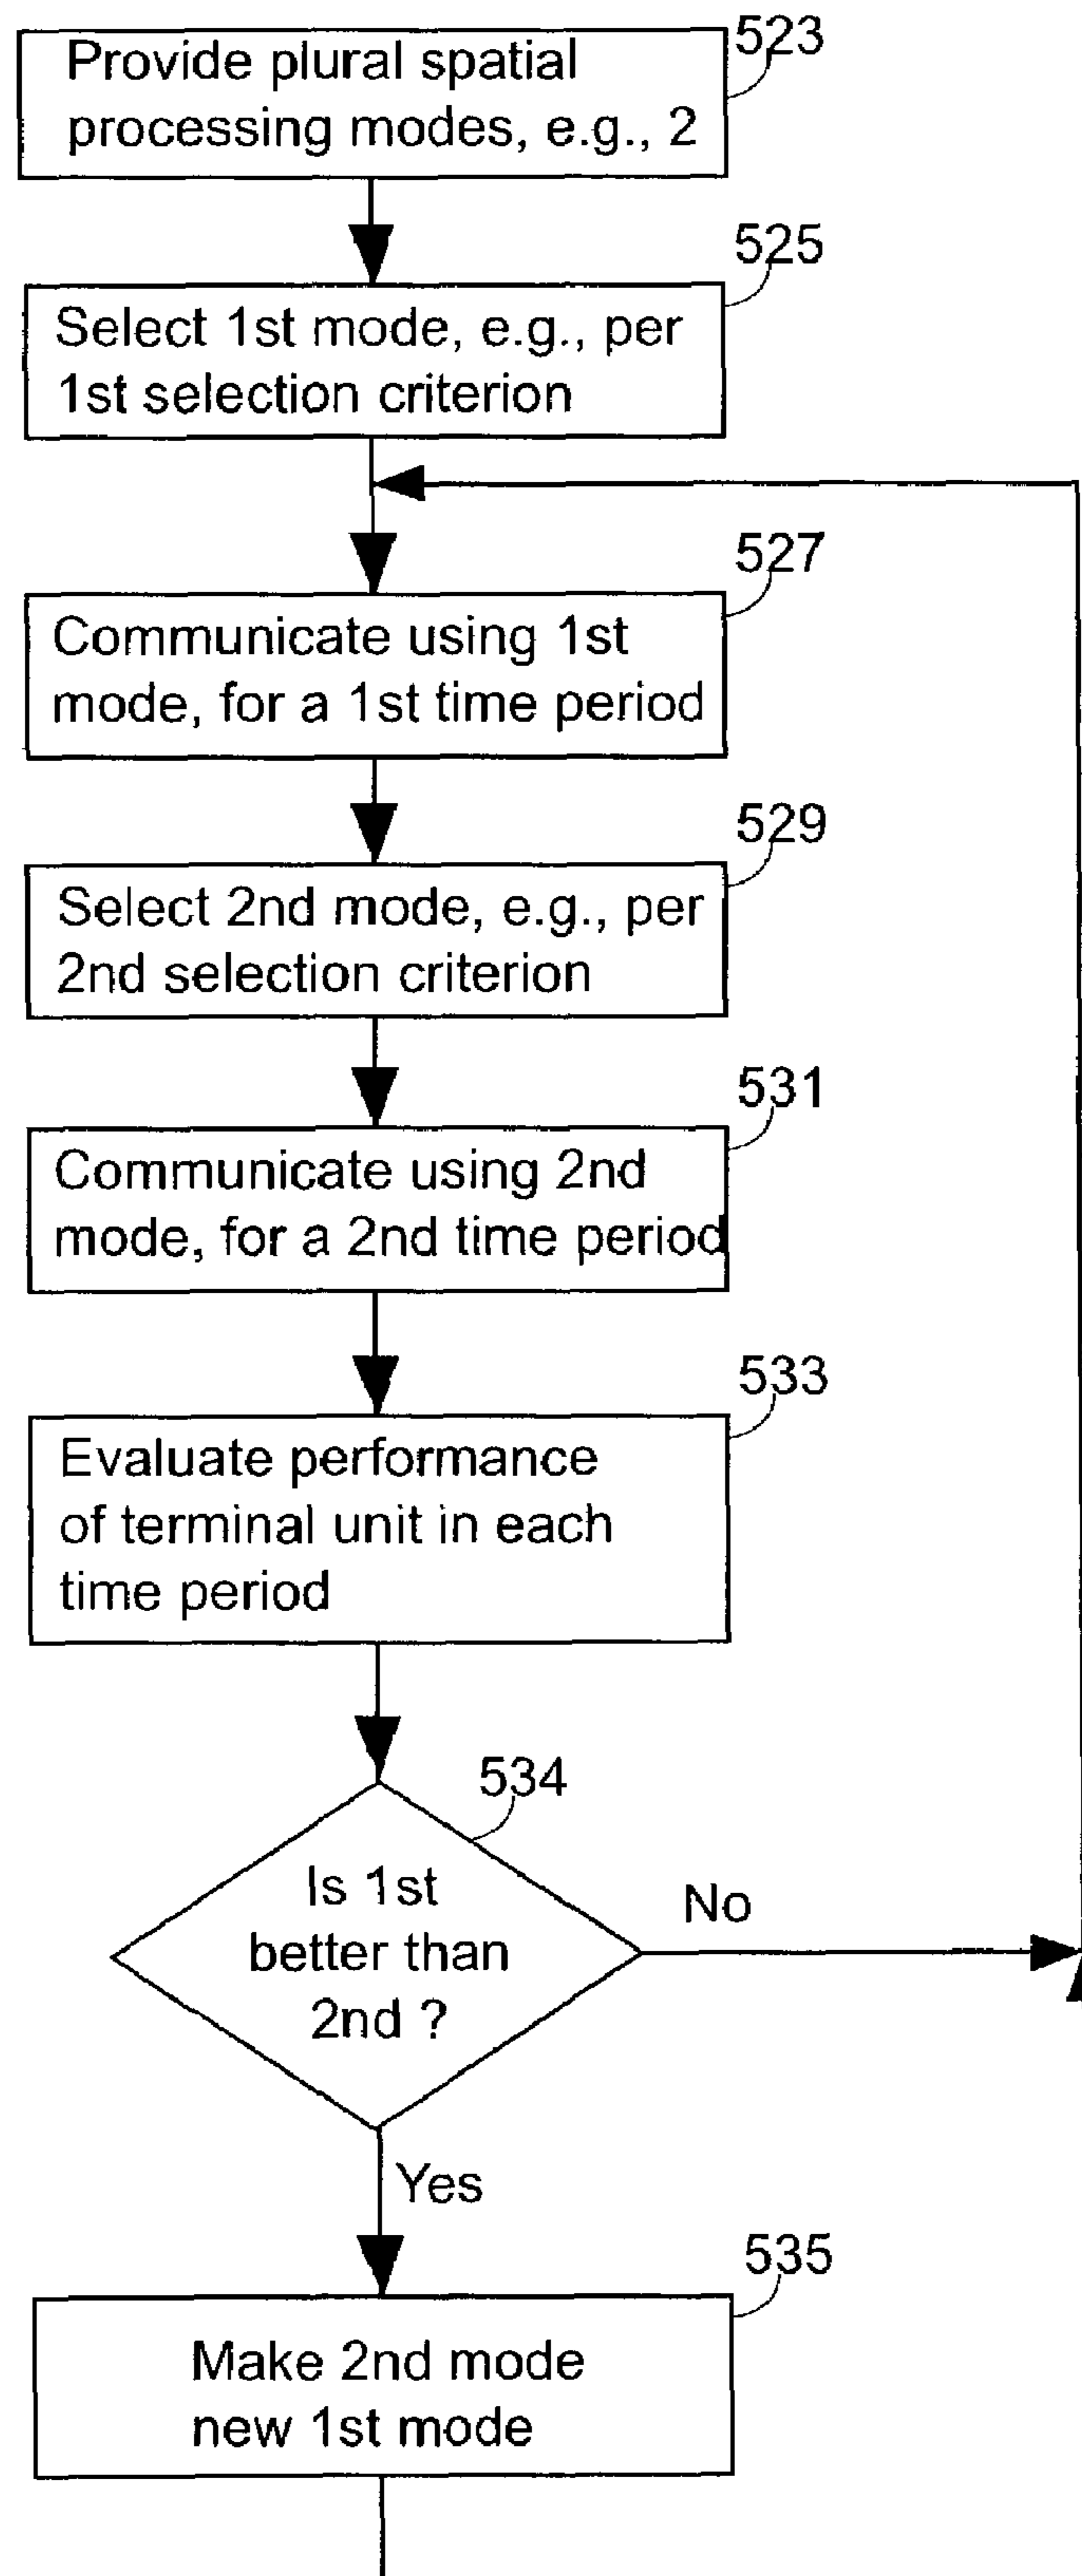 523
Provide plural spatial
processing modes, e.g., 2
525
Select 1st mode, e.g., per
1st selection criterion
527
Communicate using 1st
mode, for a 1st time period
529
Select 2nd mode, e.g., per
2nd selection criterion
531
Communicate using 2nd
mode, for a 2nd time period
533
Evaluate performance
of terminal unit in each
time period
534
Is 1st
better than
2nd ?
No
Yes
535
Make 2nd mode
new 1st mode